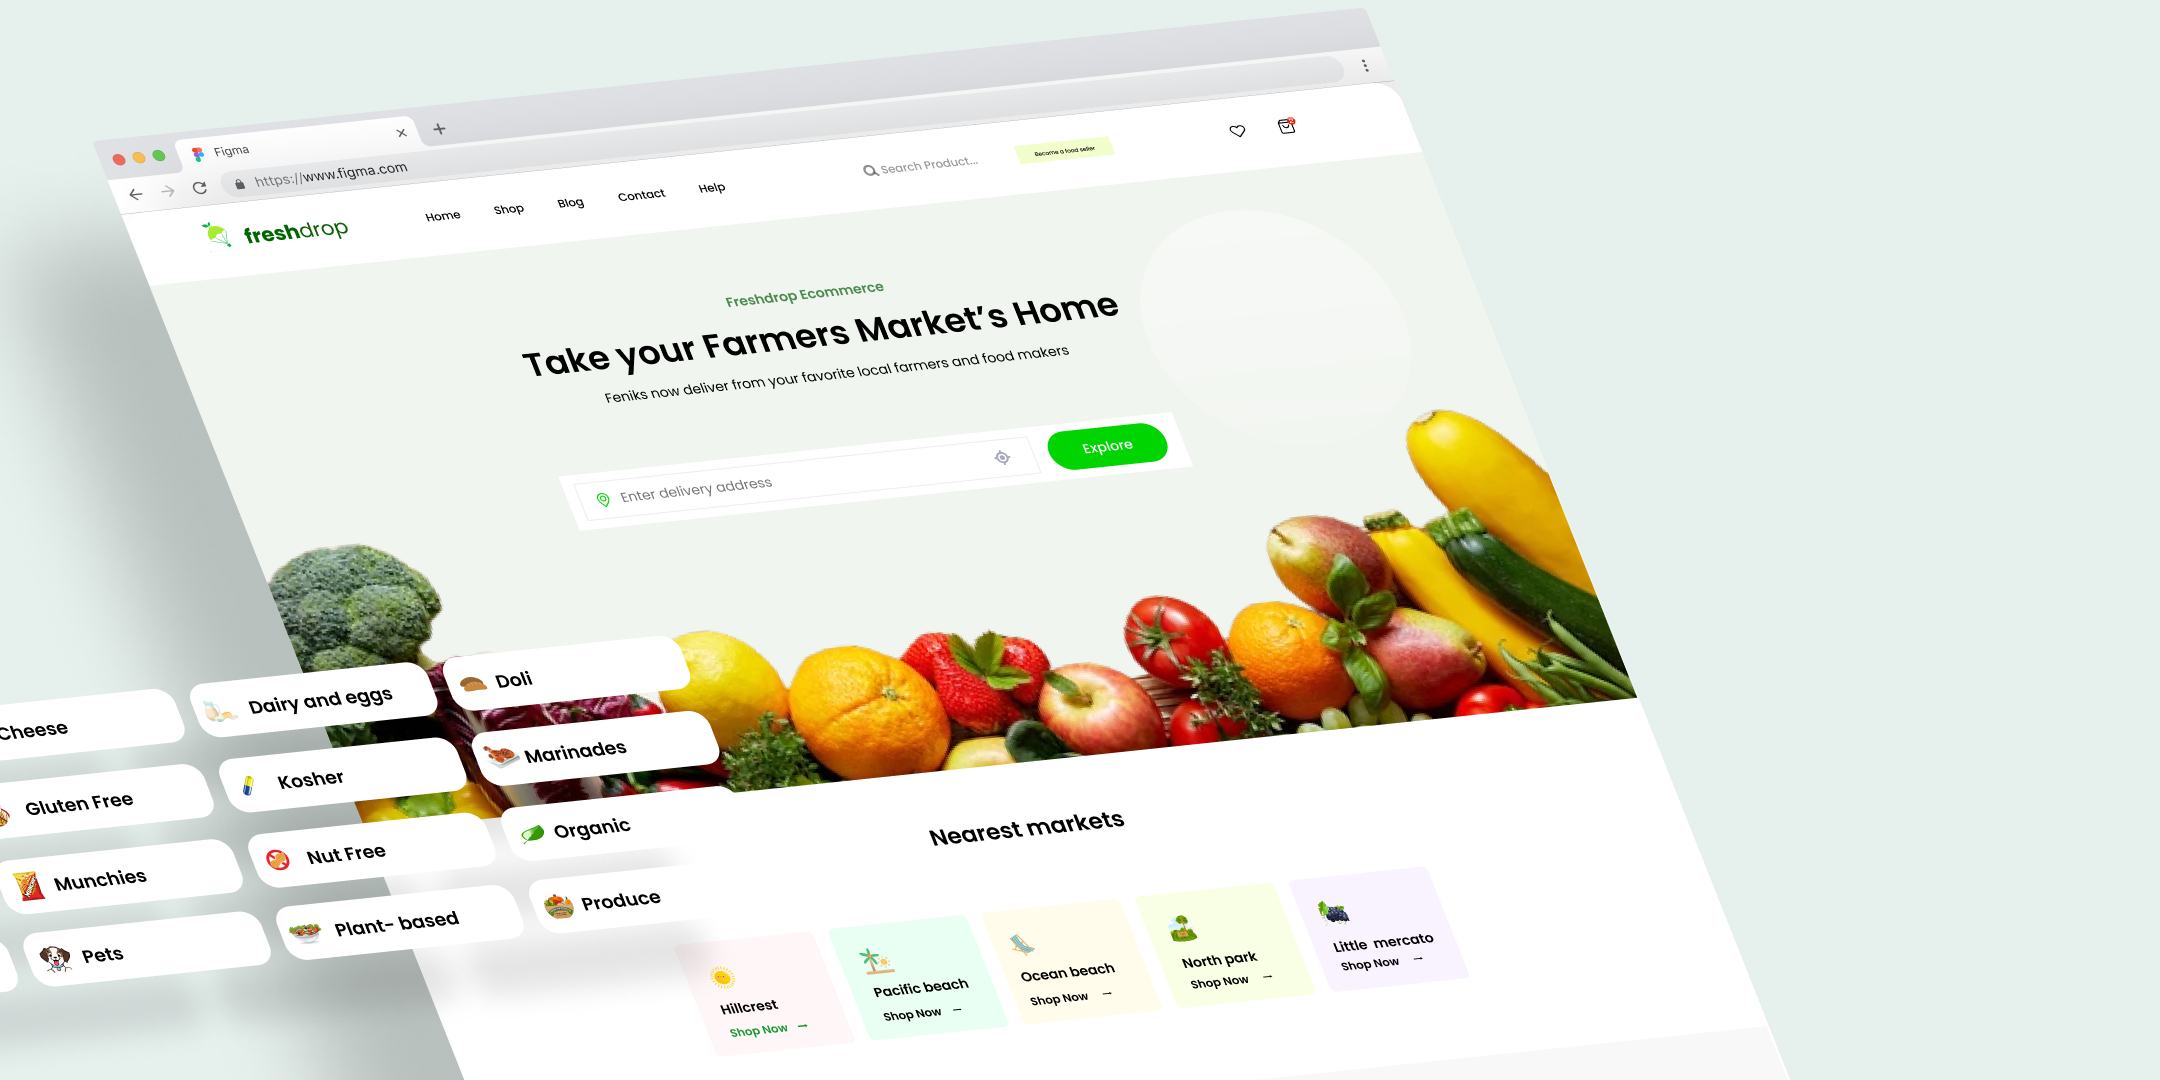 Figma
https://www.figma.com
freshdrop
Home
Shop
Blog
Contact
Help
Search Product...
Become a food seller
Freshdrop Ecommerce
Take your Farmers Market's Home
Feniks now deliver from your favorite local farmers and food makers
Enter delivery address
Explore
Cheese
Dairy and eggs
Doli
Gluten Free
Kosher
Marinades
Munchies
Nut Free
Organic
Pets
Plant- based
Produce
Nearest markets
Hillcrest
Shop Now →
Pacific beach
Shop Now →
Ocean beach
Shop Now →
North park
Shop Now →
Little mercato
Shop Now →